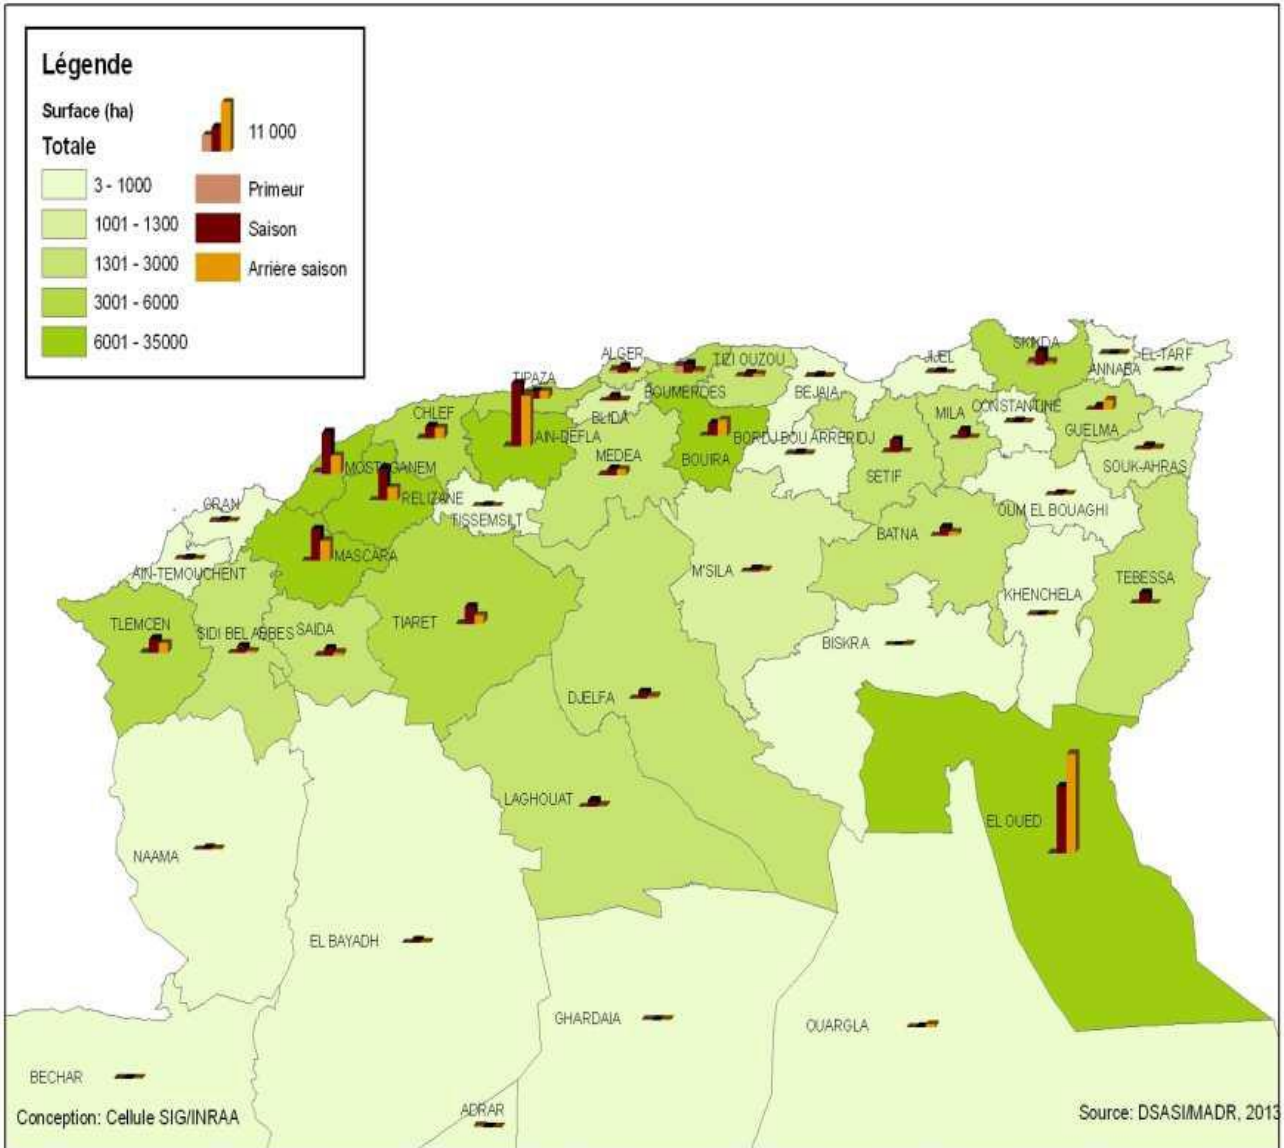 Légende
Surface (ha)
11 000
Totale
3 - 1000
Primeur
1001 - 1300
Saison
1301 - 3000
Arrière saison
3001 - 6000
6001 - 35000
SKIKDA
ALGER
TIZI OUZOU
JIJEL
EL-TARF
ANNABA
TIPAZA
BOUMERDES
BEJAIA
CHLEF
BLIDA
MILA
CONSTANTINE
AIN-DEFLA
BORDJ BOU ARRERIDJ
GUELMA
MEDEA
BOUIRA
MOSTAGANEM
SETIF
SOUK-AHRAS
RELIZANE
ORAN
TISSEMSILT
OUM EL BOUAGHI
BATNA
MASCARA
AIN-TEMOUCHENT
M'SILA
TEBESSA
KHENCHELA
TLEMCEN
SIDI BEL ABBES
SAIDA
TIARET
BISKRA
DJELFA
LAGHOUAT
EL OUED
NAAMA
EL BAYADH
GHARDAIA
OUARGLA
BECHAR
ADRAR
Conception: Cellule SIG/INRAA
Source: DSASI/MADR, 2013